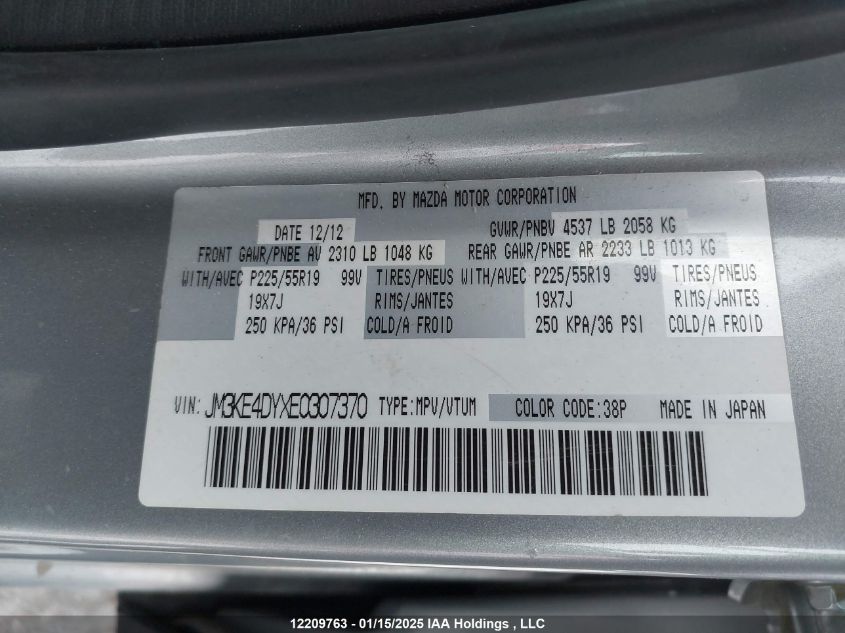 MFD. BY MAZDA MOTOR CORPORATION
DATE 12/12 GVWR/PNBV 4537 LB 2058 KG
FRONT GAWR/PNBE AV 2310 LB 1048 KG REAR GAWR/PNBE AR 2233 LB 1013 KG
WITH/AVEC P225/55R19 99V TIRES/PNEUS WITH/AVEC P225/55R19 99V TIRES/PNEUS
19X7J RIMS/JANTES 19X7J RIMS/JANTES
250 KPA/36 PSI COLD/A FROID 250 KPA/36 PSI COLD/A FROID
VIN: JM3KE4DYXE0307370 TYPE:MPV/VTUM COLOR CODE:38P MADE IN JAPAN
12209763 - 01/15/2025 IAA Holdings , LLC